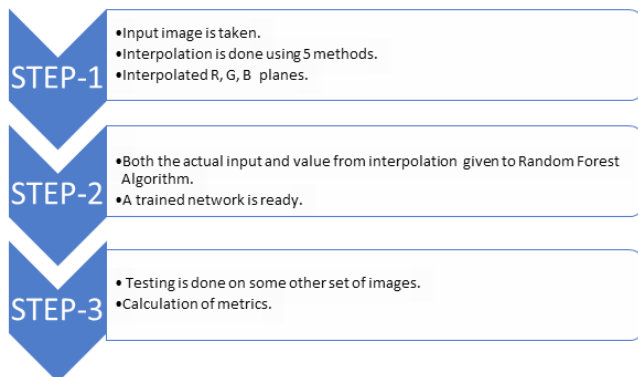 STEP-1
•Input image is taken.
•Interpolation is done using 5 methods.
•Interpolated R, G, B planes.
STEP-2
•Both the actual input and value from interpolation given to Random Forest
Algorithm.
•A trained network is ready.
STEP-3
• Testing is done on some other set of images.
•Calculation of metrics.